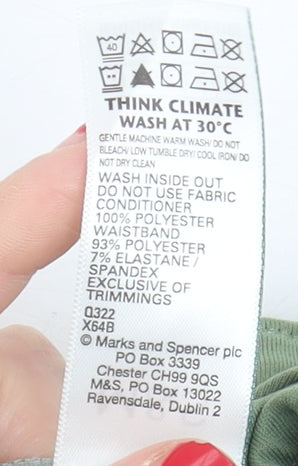 40
THINK CLIMATE
WASH AT 30°C
GENTLE MACHINE WARM WASH/ DO NOT
BLEACH/ LOW TUMBLE DRY/ COOL IRON/ DO
NOT DRY CLEAN
WASH INSIDE OUT
DO NOT USE FABRIC
CONDITIONER
100% POLYESTER
WAISTBAND
93% POLYESTER
7% ELASTANE/
SPANDEX
EXCLUSIVE OF
TRIMMINGS
Q322
X64B
© Marks and Spencer plc
PO Box 3339
Chester CH99 9QS
M&S, PO Box 13022
Ravensdale, Dublin 2